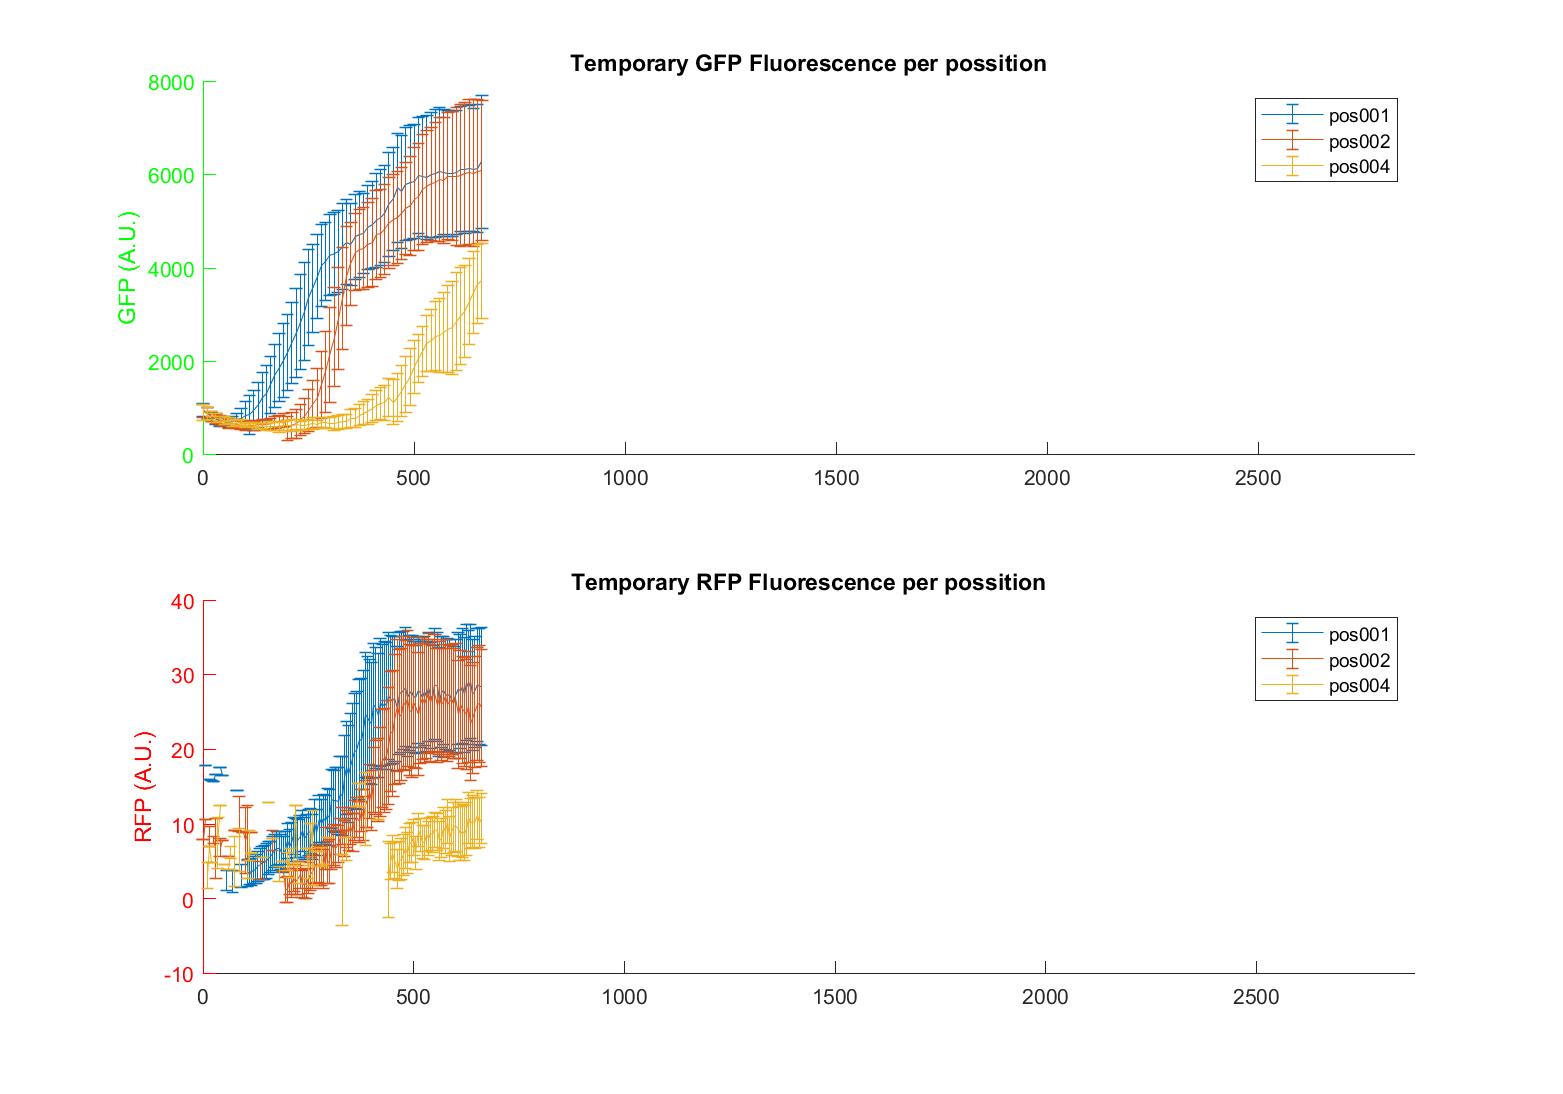 Temporary GFP Fluorescence per possition
8000
6000
4000
2000
0
GFP (A.U.)
0 500 1000 1500 2000 2500
pos001
pos002
pos004
Temporary RFP Fluorescence per possition
40
30
20
10
0
-10
RFP (A.U.)
0 500 1000 1500 2000 2500
pos001
pos002
pos004